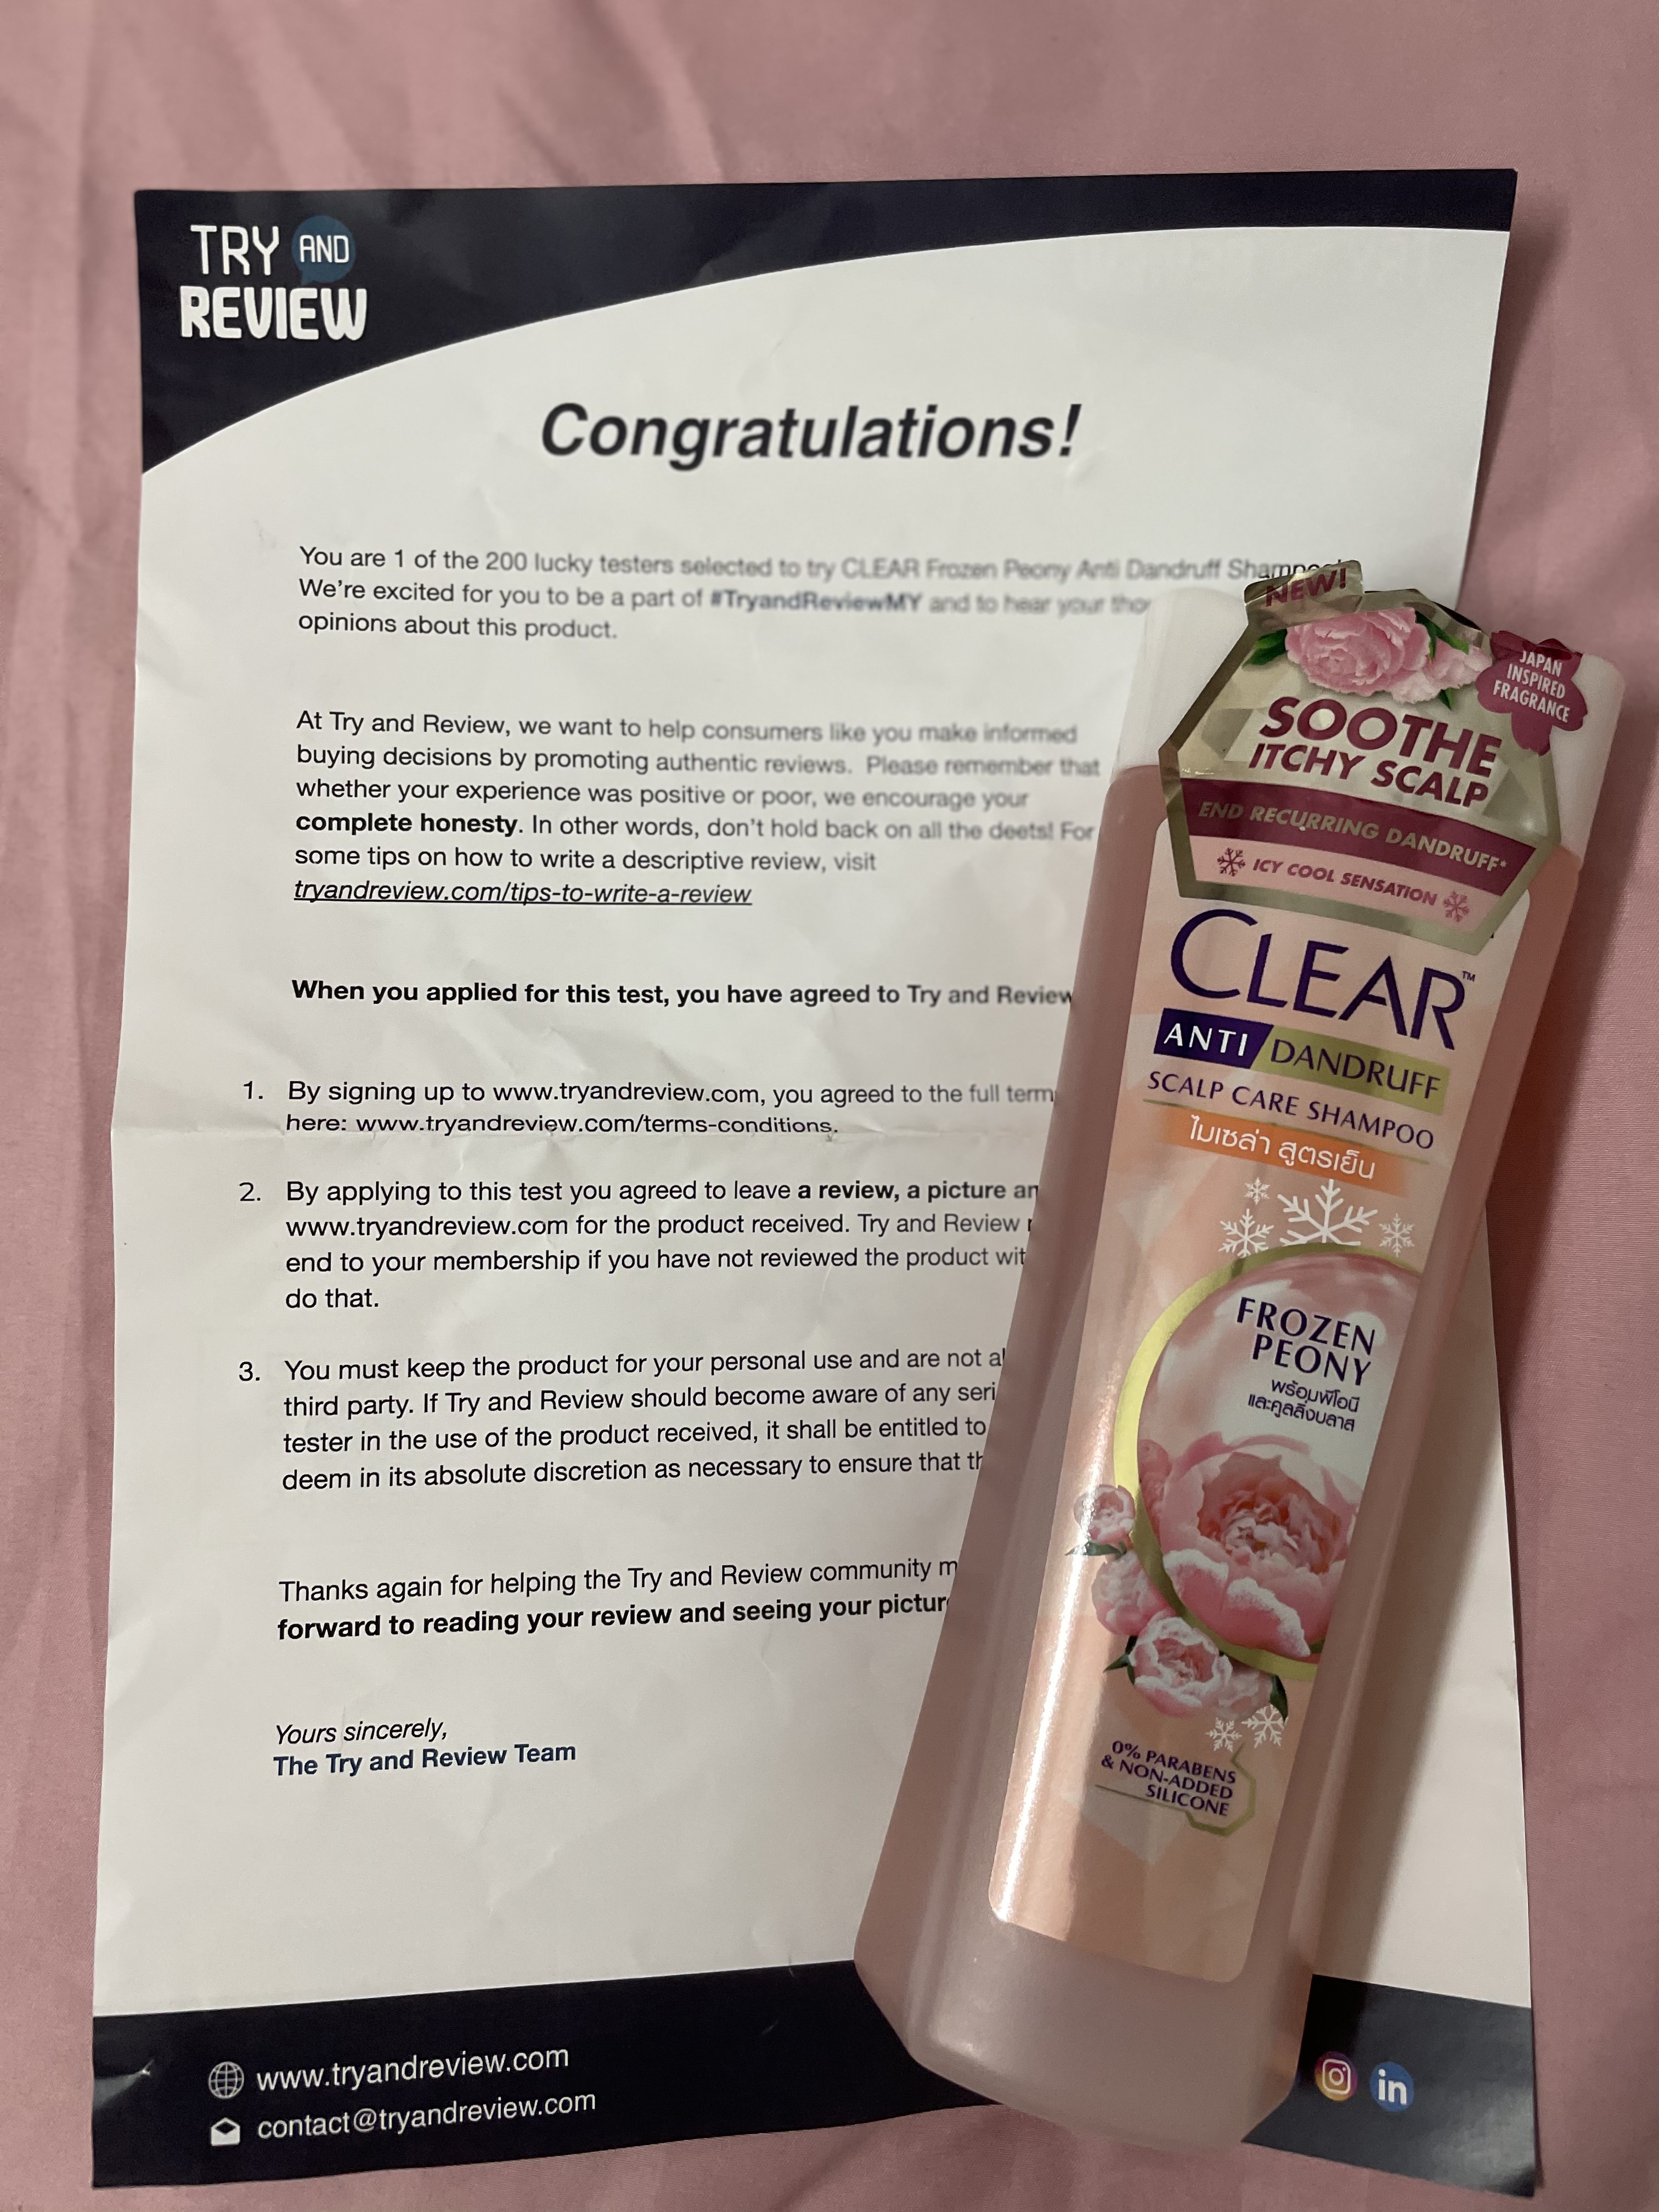 TRY AND
REVIEW
Congratulations!
You are 1 of the 200 lucky testers selected to try CLEAR Frozen Peony Anti Dandruff
We're excited for you to be a part of #TryandReviewMY and to hear your
opinions about this product.
At Try and Review, we want to help consumers like you make informed
buying decisions by promoting authentic reviews. Please remember that
whether your experience was positive or poor, we encourage your
complete honesty. In other words, don't hold back on all the deets! For
some tips on how to write a descriptive review, visit
tryandreview.com/tips-to-write-a-review
When you applied for this test, you have agreed to Try and Review
1. By signing up to www.tryandreview.com, you agreed to the full
here: www.tryandreview.com/terms-conditions.
2. By applying to this test you agreed to leave a review, a picture
www.tryandreview.com for the product received. Try and Review
end to your membership if you have not reviewed the product
do that.
3. You must keep the product for your personal use and are not
third party. If Try and Review should become aware of any
tester in the use of the product received, it shall be entitled to
deem in its absolute discretion as necessary to ensure that
Thanks again for helping the Try and Review community
forward to reading your review and seeing your
Yours sincerely,
The Try and Review Team
www.tryandreview.com
contact@tryandreview.com
in
NEW!
JAPAN
INSPIRED
FRAGRANCE
SOOTHE
ITCHY SCALP
END RECURRING DANDRUFF*
ICY COOL SENSATION
CLEAR™
ANTI DANDRUFF
SCALP CARE SHAMPOO
ไมเซล่า สูตรเย็น
FROZEN
PEONY
พร้อมพีโอนี
และคูลลิ่งบลาส
0% PARABENS
& NON-ADDED
SILICONE